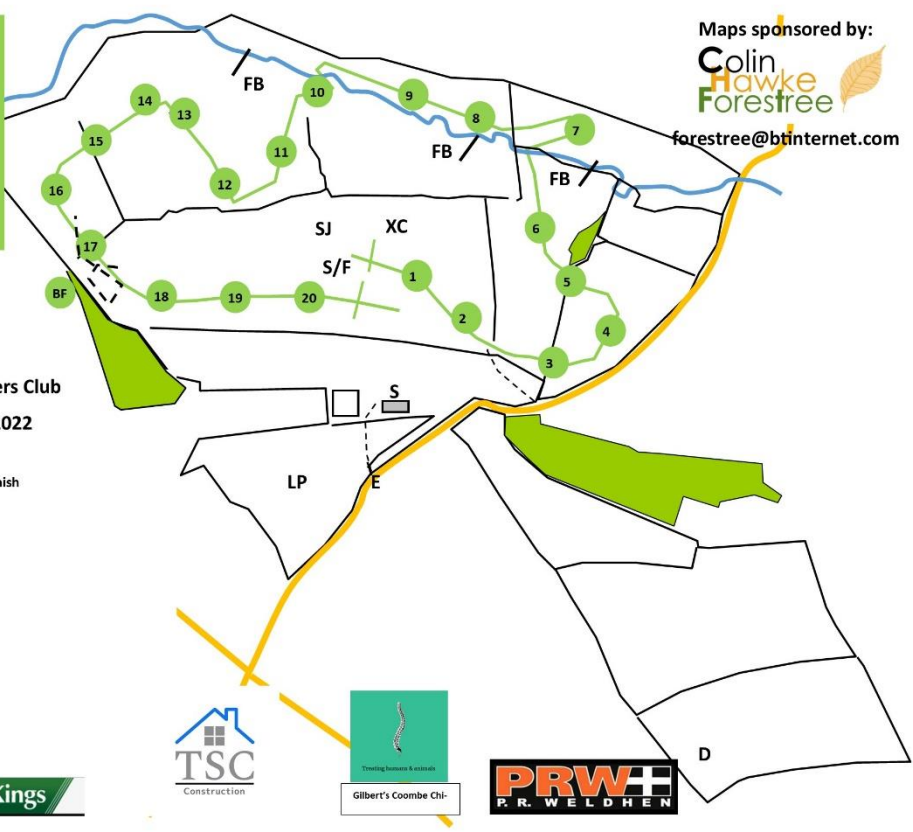 Maps sponsored by:
Colin
Hawke
Forestree
forestree@btinternet.com
FB
10
9
14
13
8
7
15
11
FB
12
FB
16
6
SJ
XC
17
S/F
1
5
BF
18
19
20
2
4
3
ers Club
S
022
nish
LP
E
D
TSC
Construction
Treating humans & animals
Gilbert's Coombe Chi-
Kings
PRW
P.R. WELDHEN